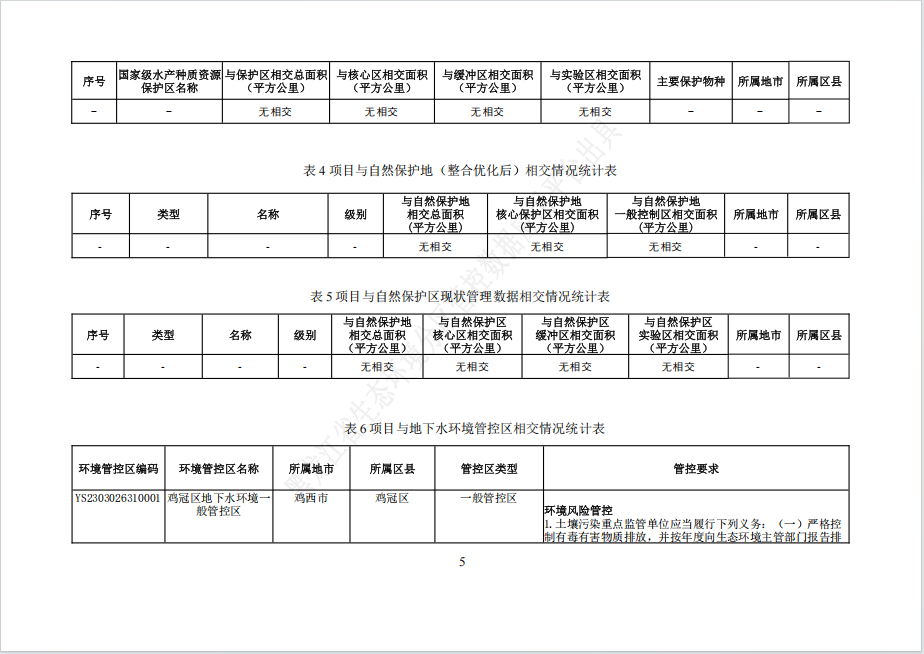 序号 国家级水产种质资源保护区名称 与保护区相交总面积（平方公里） 与核心区相交面积（平方公里） 与缓冲区相交面积（平方公里） 与实验区相交面积（平方公里） 主要保护物种 所属地市 所属区县
- - 无相交 无相交 无相交 无相交 - - -
表 4 项目与自然保护地（整合优化后）相交情况统计表
序号 类型 名称 级别 与自然保护地相交总面积(平方公里) 与自然保护地核心保护区相交面积(平方公里) 与自然保护地一般控制区相交面积(平方公里) 所属地市 所属区县
- - - - 无相交 无相交 无相交 - -
表 5 项目与自然保护区现状管理数据相交情况统计表
序号 类型 名称 级别 与自然保护地相交总面积（平方公里） 与自然保护区核心区相交面积（平方公里） 与自然保护区缓冲区相交面积（平方公里） 与自然保护区实验区相交面积（平方公里） 所属地市 所属区县
- - - - 无相交 无相交 无相交 无相交 - -
表 6 项目与地下水环境管控区相交情况统计表
环境管控区编码 环境管控区名称 所属地市 所属区县 管控区类型 管控要求
YS2303026310001 鸡冠区地下水环境一般管控区 鸡西市 鸡冠区 一般管控区
环境风险管控
1.土壤污染重点监管单位应当履行下列义务：（一）严格控
制有毒有害物质排放，并按年度向生态环境主管部门报告排
5